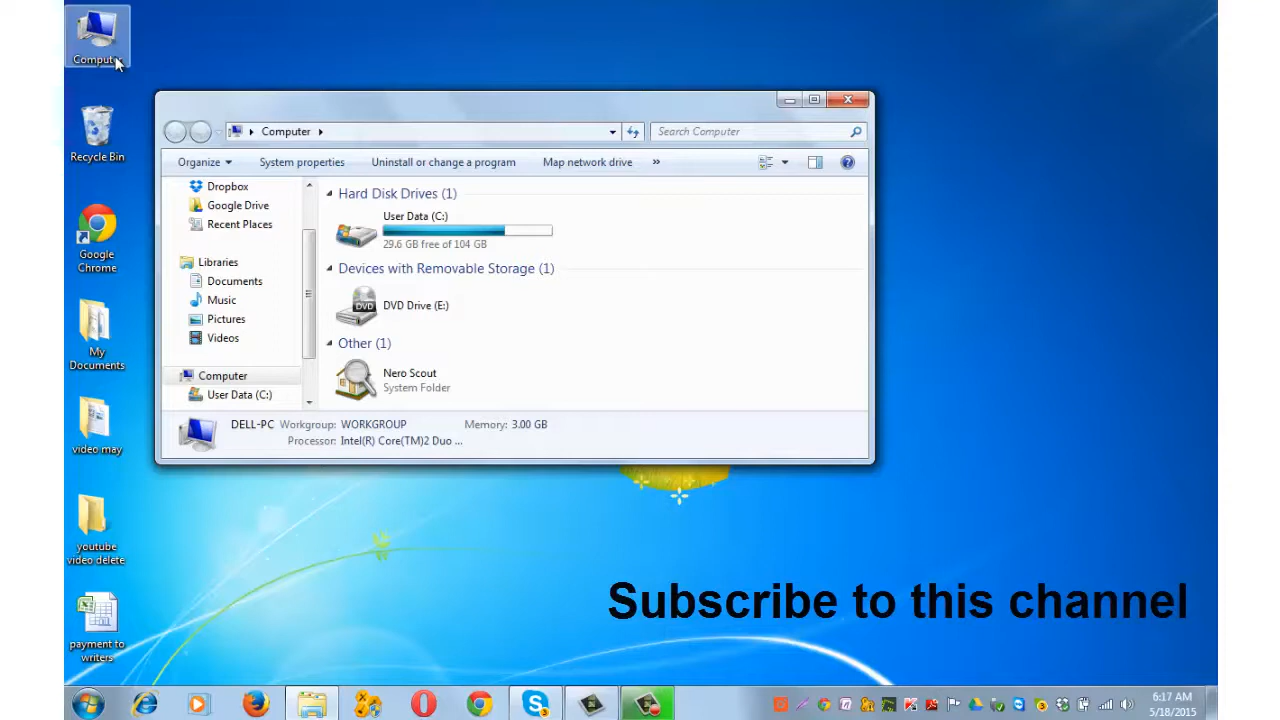 Computer
Recycle Bin
Google
Chrome
My
Documents
video may
youtube
video delete
payment to
writers
Computer
Search Computer
Organize
System properties
Uninstall or change a program
Map network drive
»
Dropbox
Google Drive
Recent Places
Libraries
Documents
Music
Pictures
Videos
Computer
User Data (C:)
Hard Disk Drives (1)
User Data (C:)
29.6 GB free of 104 GB
Devices with Removable Storage (1)
DVD
DVD Drive (E:)
Other (1)
Nero Scout
System Folder
DELL-PC Workgroup: WORKGROUP Memory: 3.00 GB
Processor: Intel(R) Core(TM)2 Duo ...
Subscribe to this channel
6:17 AM
5/18/2015